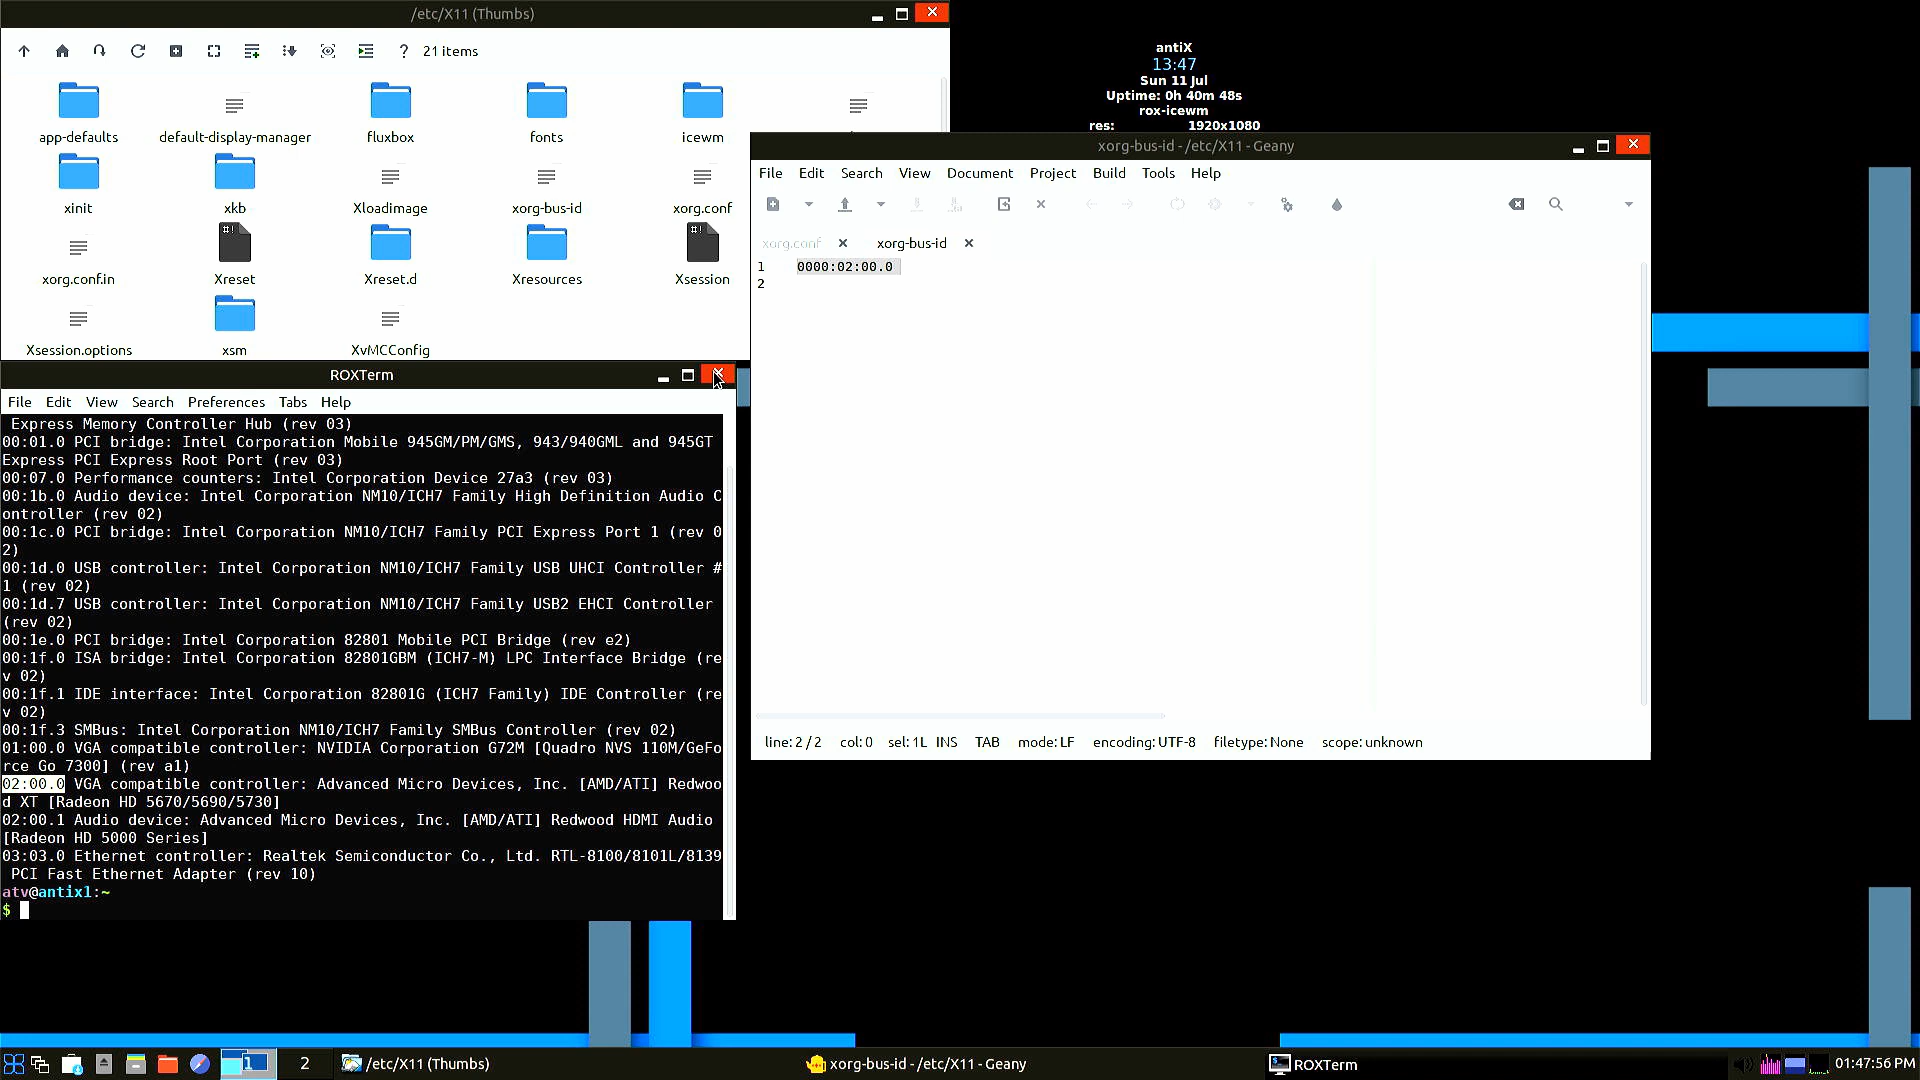 /etc/X11 (Thumbs)
? 21 items
app-defaults default-display-manager fluxbox fonts icewm
xinit xkb Xloadimage xorg-bus-id xorg.conf
xorg.conf.in Xreset Xreset.d Xresources Xsession
Xsession.options xsm XvMCConfig
antiX
13:47
Sun 11 Jul
Uptime: 0h 40m 48s
rox-icewm
res: 1920x1080
xorg-bus-id - /etc/X11 - Geany
File Edit Search View Document Project Build Tools Help
xorg.conf xorg-bus-id
1 0000:02:00.0
2
line: 2 / 2 col: 0 sel: 1L INS TAB mode: LF encoding: UTF-8 filetype: None scope: unknown
ROXTerm
File Edit View Search Preferences Tabs Help
Express Memory Controller Hub (rev 03)
00:01.0 PCI bridge: Intel Corporation Mobile 945GM/PM/GMS, 943/940GML and 945GT
Express PCI Express Root Port (rev 03)
00:07.0 Performance counters: Intel Corporation Device 27a3 (rev 03)
00:1b.0 Audio device: Intel Corporation NM10/ICH7 Family High Definition Audio C
ontroller (rev 02)
00:1c.0 PCI bridge: Intel Corporation NM10/ICH7 Family PCI Express Port 1 (rev 0
2)
00:1d.0 USB controller: Intel Corporation NM10/ICH7 Family USB UHCI Controller #
1 (rev 02)
00:1d.7 USB controller: Intel Corporation NM10/ICH7 Family USB2 EHCI Controller
(rev 02)
00:1e.0 PCI bridge: Intel Corporation 82801 Mobile PCI Bridge (rev e2)
00:1f.0 ISA bridge: Intel Corporation 82801GBM (ICH7-M) LPC Interface Bridge (re
v 02)
00:1f.1 IDE interface: Intel Corporation 82801G (ICH7 Family) IDE Controller (re
v 02)
00:1f.3 SMBus: Intel Corporation NM10/ICH7 Family SMBus Controller (rev 02)
01:00.0 VGA compatible controller: NVIDIA Corporation G72M [Quadro NVS 110M/GeFo
rce Go 7300] (rev a1)
02:00.0 VGA compatible controller: Advanced Micro Devices, Inc. [AMD/ATI] Redwoo
d XT [Radeon HD 5670/5690/5730]
02:00.1 Audio device: Advanced Micro Devices, Inc. [AMD/ATI] Redwood HDMI Audio
[Radeon HD 5000 Series]
03:03.0 Ethernet controller: Realtek Semiconductor Co., Ltd. RTL-8100/8101L/8139
PCI Fast Ethernet Adapter (rev 10)
atv@antix1:~
$
1 2 /etc/X11 (Thumbs) xorg-bus-id - /etc/X11 - Geany ROXTerm 01:47:56 PM